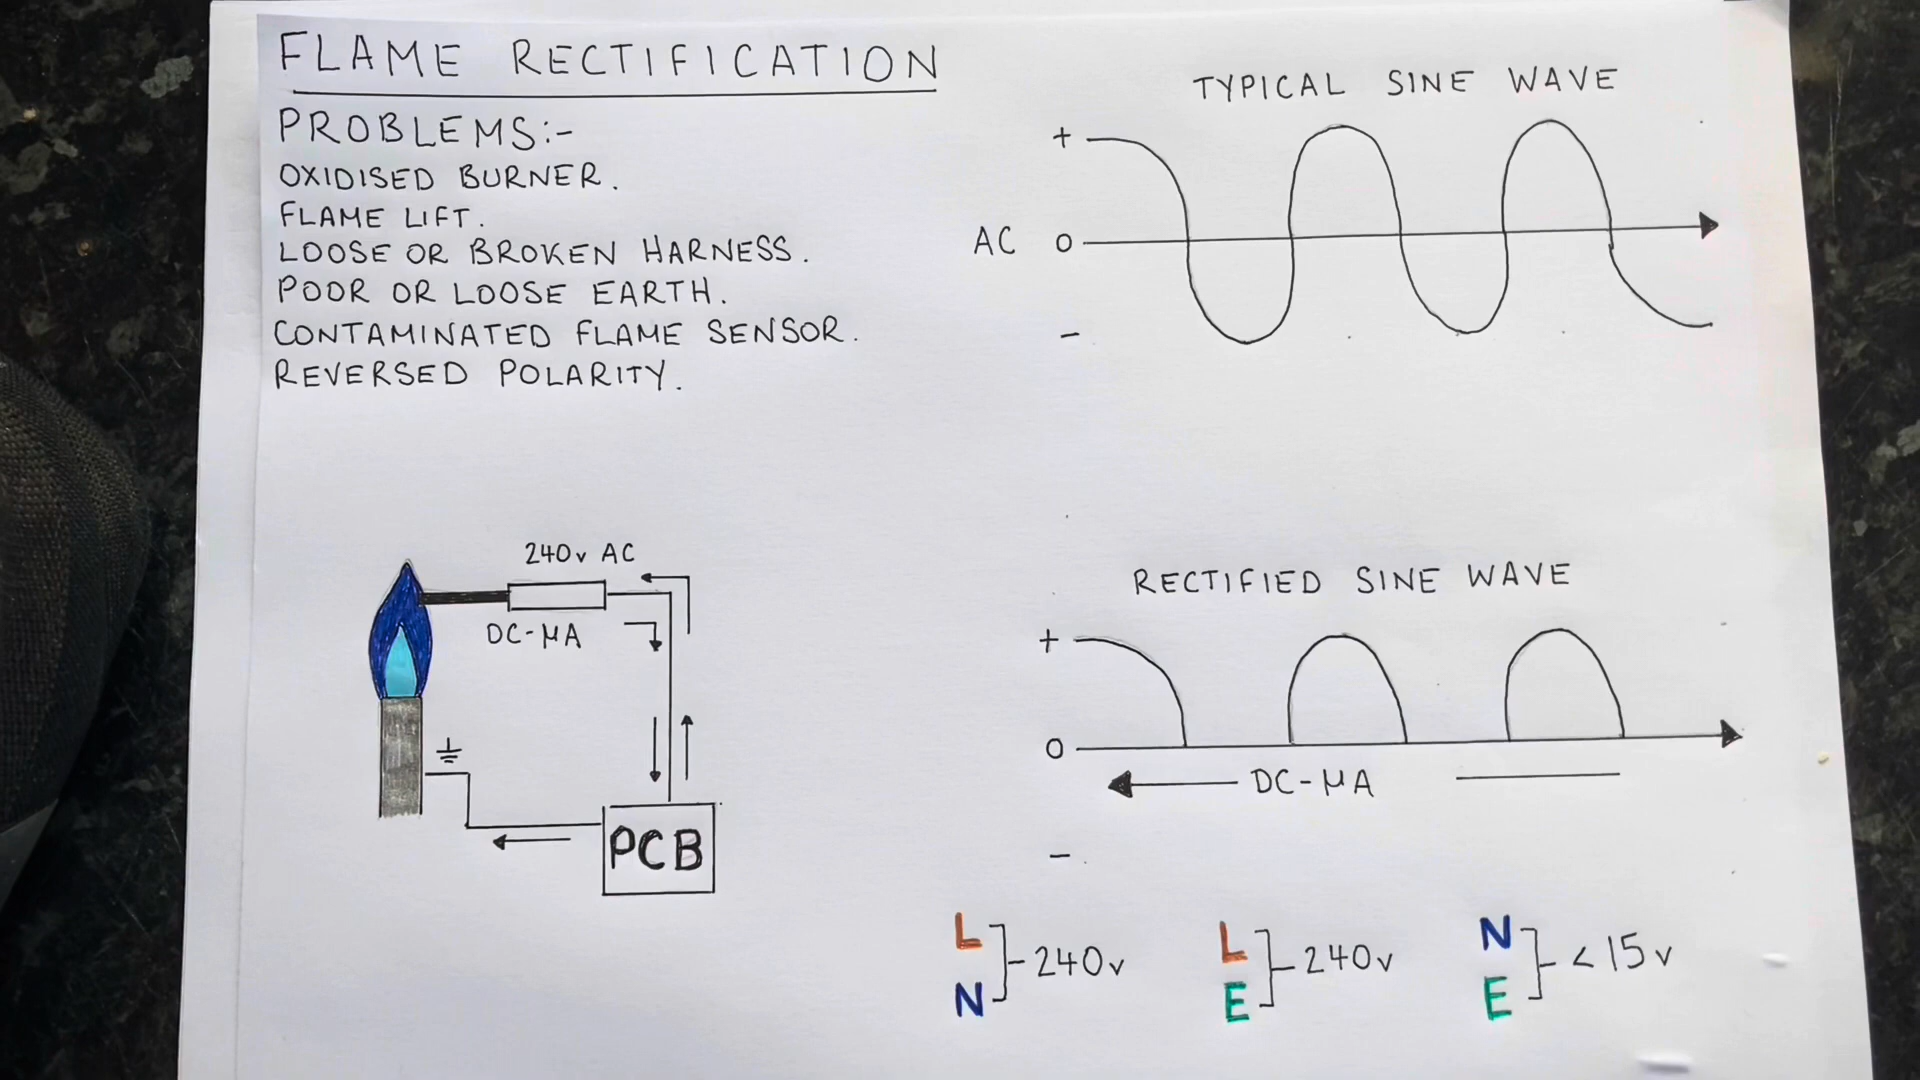 FLAME RECTIFICATION
PROBLEMS:-
OXIDISED BURNER.
FLAME LIFT.
LOOSE OR BROKEN HARNESS.
POOR OR LOOSE EARTH.
CONTAMINATED FLAME SENSOR.
REVERSED POLARITY.
TYPICAL SINE WAVE
+
AC 0
-
240v AC
DC-μA
PCB
RECTIFIED SINE WAVE
+
0
DC-μA
-
L
N
240v
L
E
240v
N
E
<15v